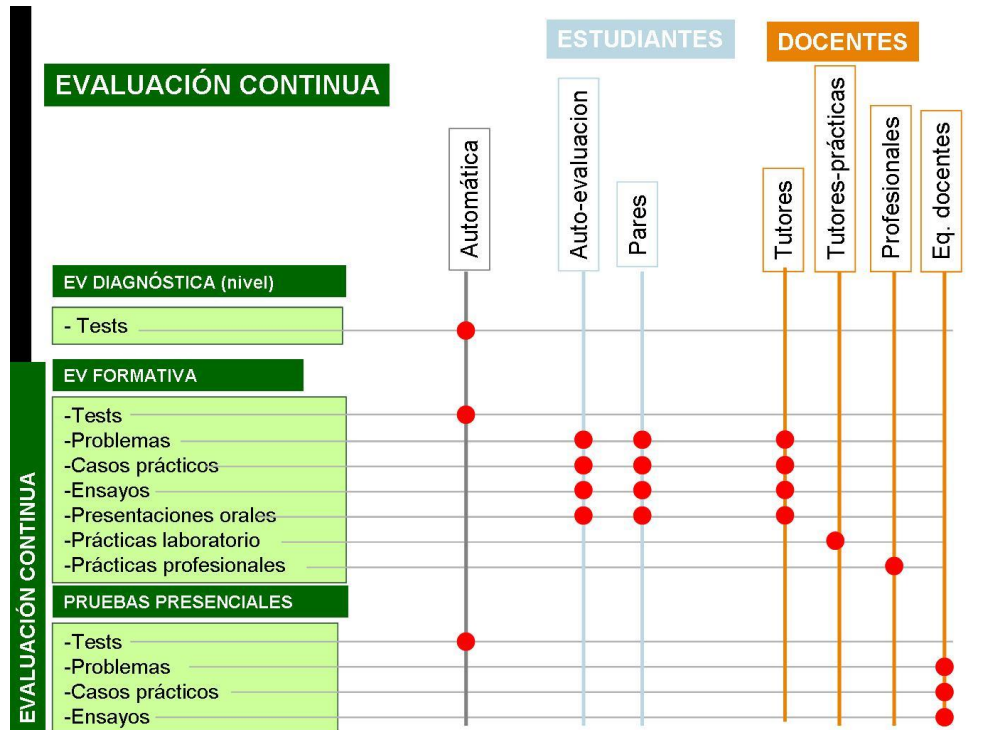 ESTUDIANTES
DOCENTES
EVALUACIÓN CONTINUA
Automática
Auto-evaluacion
Pares
Tutores
Tutores-prácticas
Profesionales
Eq. docentes
EV DIAGNÓSTICA (nivel)
- Tests
EVALUACIÓN CONTINUA
EV FORMATIVA
-Tests
-Problemas
-Casos prácticos
-Ensayos
-Presentaciones orales
-Prácticas laboratorio
-Prácticas profesionales
PRUEBAS PRESENCIALES
-Tests
-Problemas
-Casos prácticos
-Ensayos